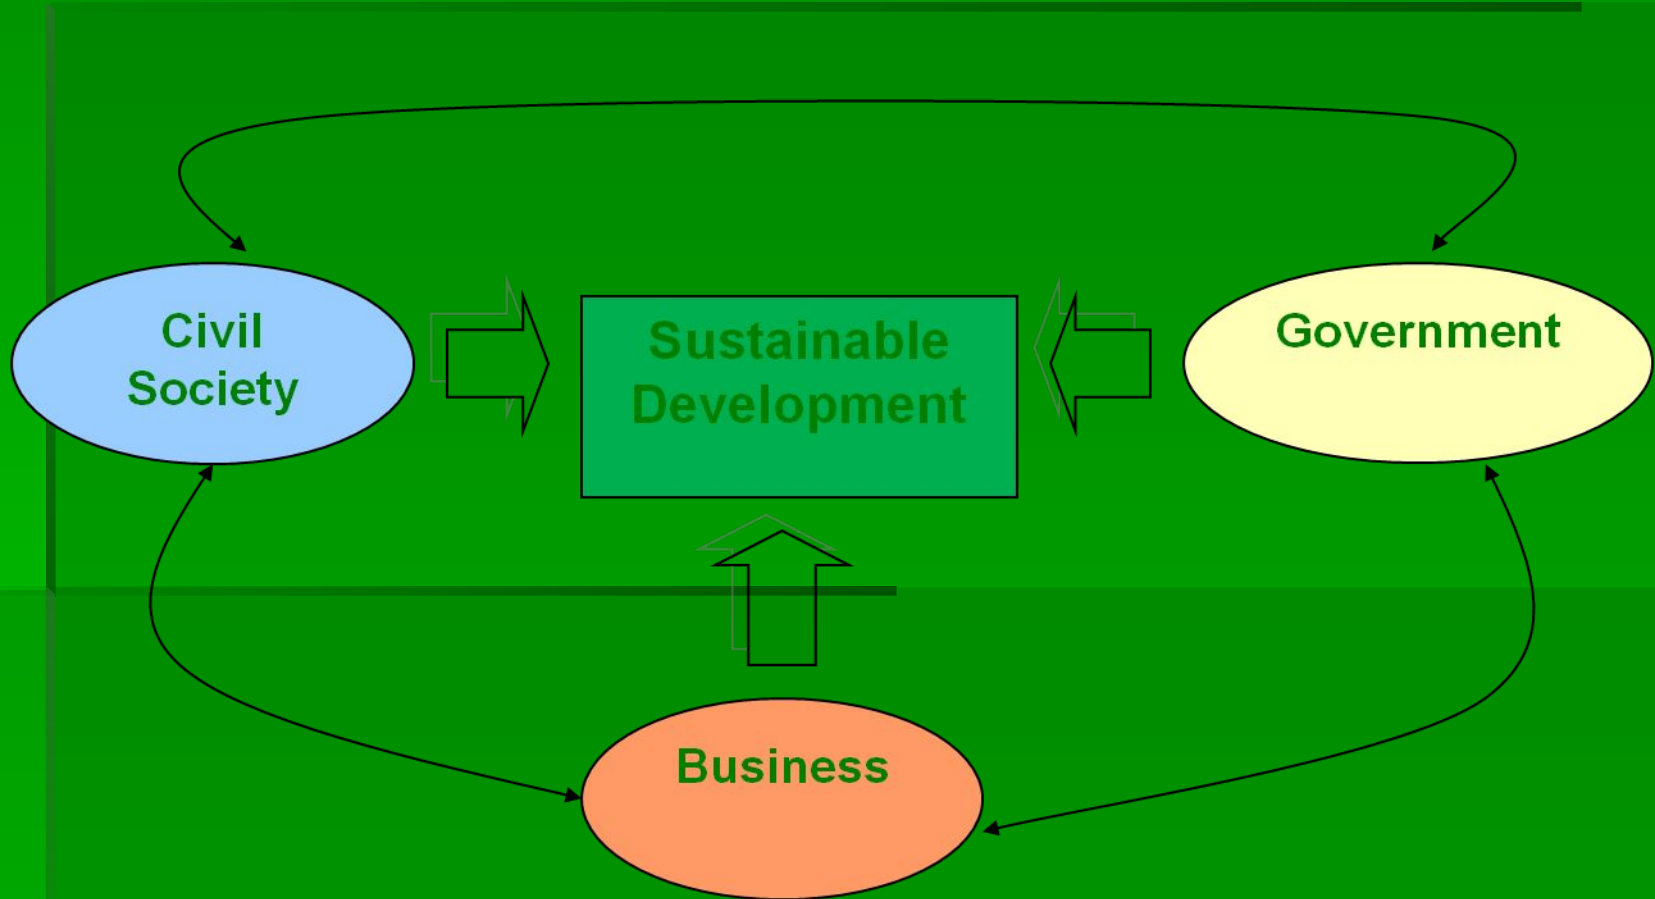 Civil
Society
Sustainable
Development
Government
Business